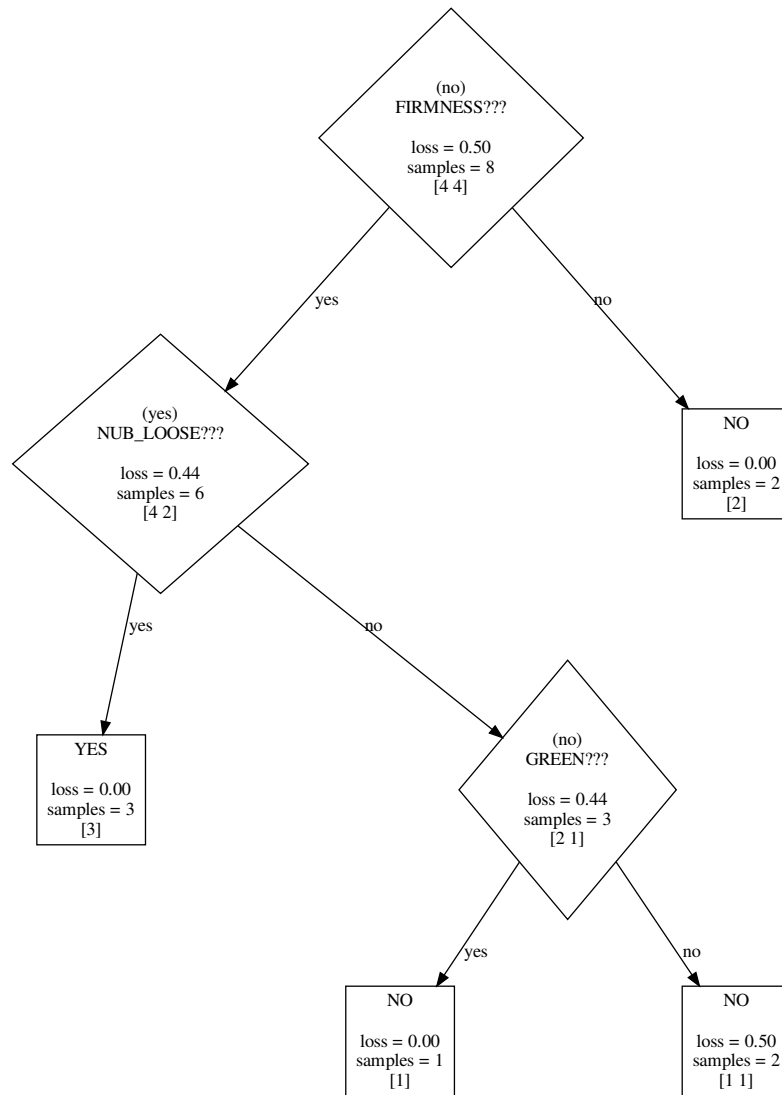 (no)
FIRMNESS???
loss = 0.50
samples = 8
[4 4]
yes
no
(yes)
NUB_LOOSE???
loss = 0.44
samples = 6
[4 2]
NO
loss = 0.00
samples = 2
[2]
yes
no
YES
loss = 0.00
samples = 3
[3]
(no)
GREEN???
loss = 0.44
samples = 3
[2 1]
yes
no
NO
loss = 0.00
samples = 1
[1]
NO
loss = 0.50
samples = 2
[1 1]